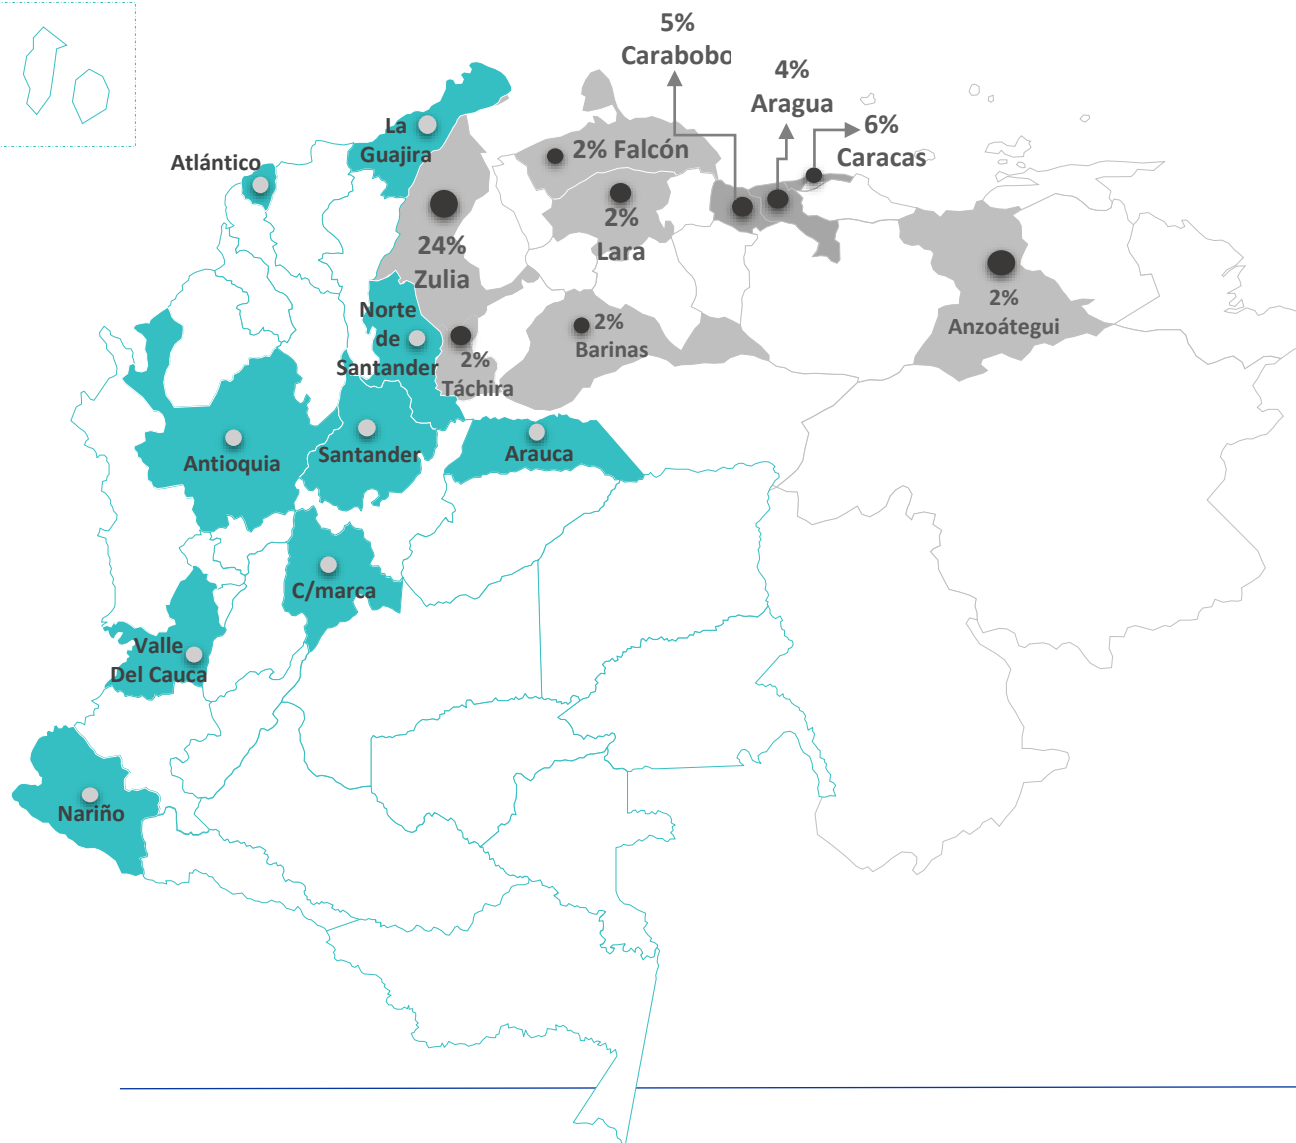 5%
Carabobo
4%
Aragua
6%
Caracas
La
Guajira
Atlántico
2% Falcón
2%
Lara
24%
Zulia
2%
Anzoátegui
Norte
de
Santander
2%
Barinas
2%
Táchira
Antioquia
Santander
Arauca
C/marca
Valle
Del Cauca
Nariño